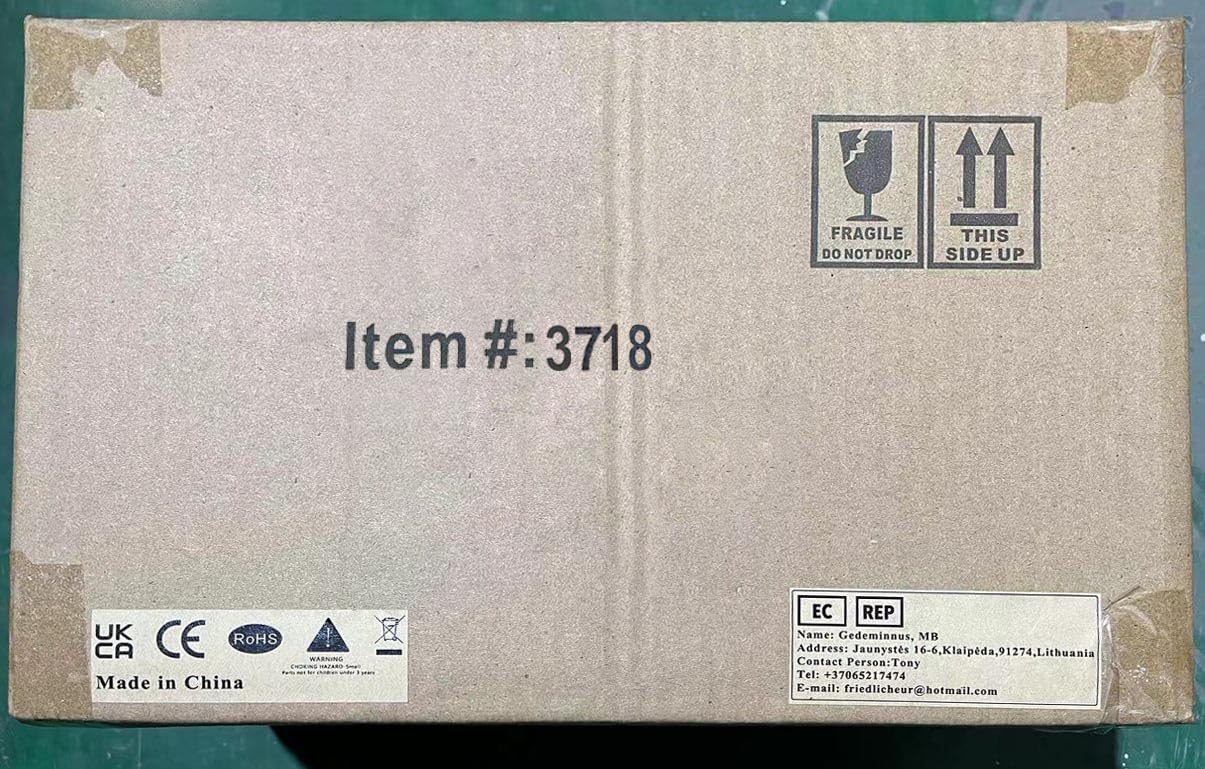 FRAGILE
DO NOT DROP
THIS
SIDE UP
Item #:3718
UK
CA
CE
RoHS
WARNING
CHOKING HAZARD-Small
Parts not for children under 3 years
Made in China
EC REP
Name: Gedeminnus, MB
Address: Jaunystės 16-6,Klaipėda,91274,Lithuania
Contact Person:Tony
Tel: +37065217474
E-mail: friedlicheur@hotmail.com